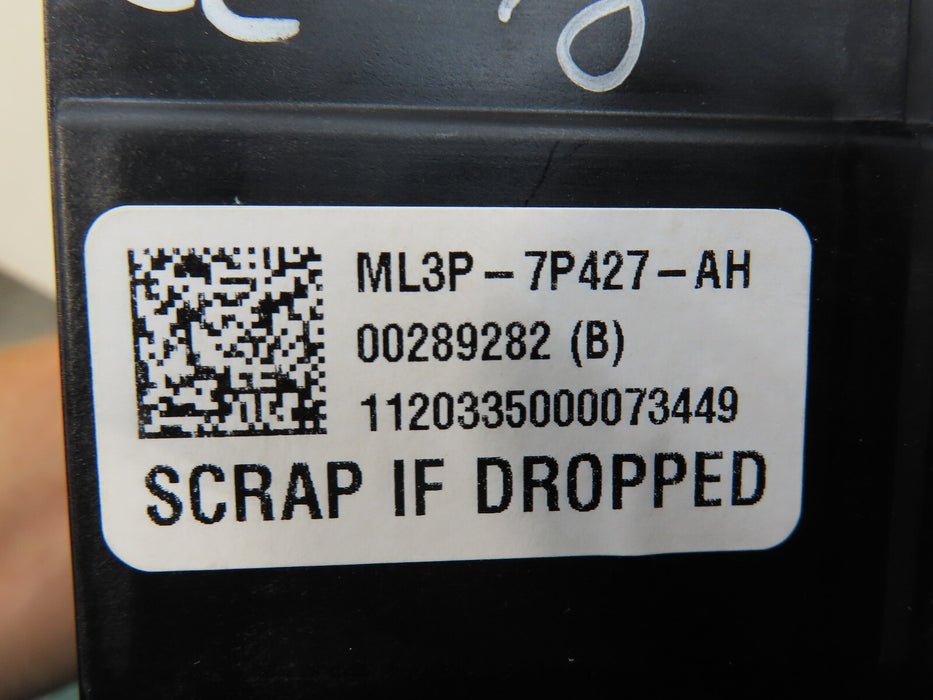 ML3P-7P427-AH
00289282 (B)
1120335000073449
SCRAP IF DROPPED